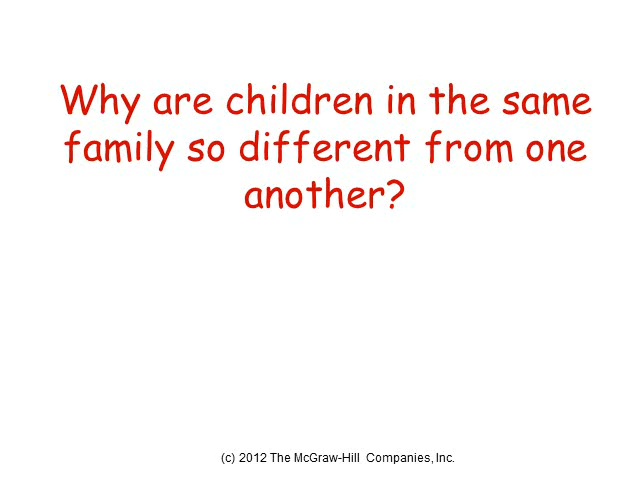 Why are children in the same
family so different from one
another?
(c) 2012 The McGraw-Hill Companies, Inc.